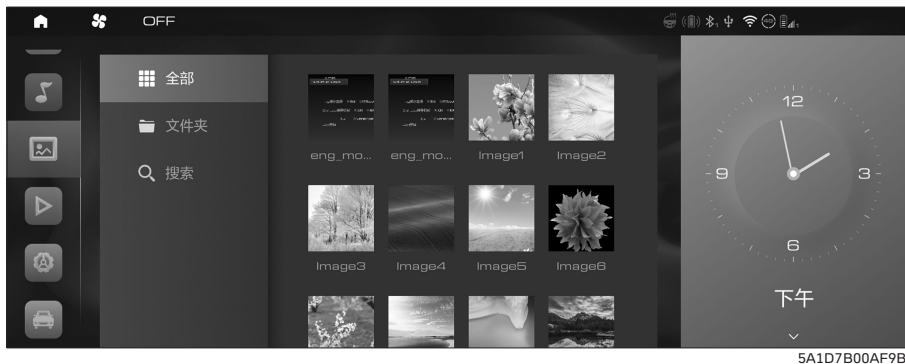 OFF
全部
文件夹
搜索
eng_mo...
eng_mo...
Image1
Image2
Image3
Image4
Image5
Image6
12
3
6
9
下午
5A1D7B00AF9B